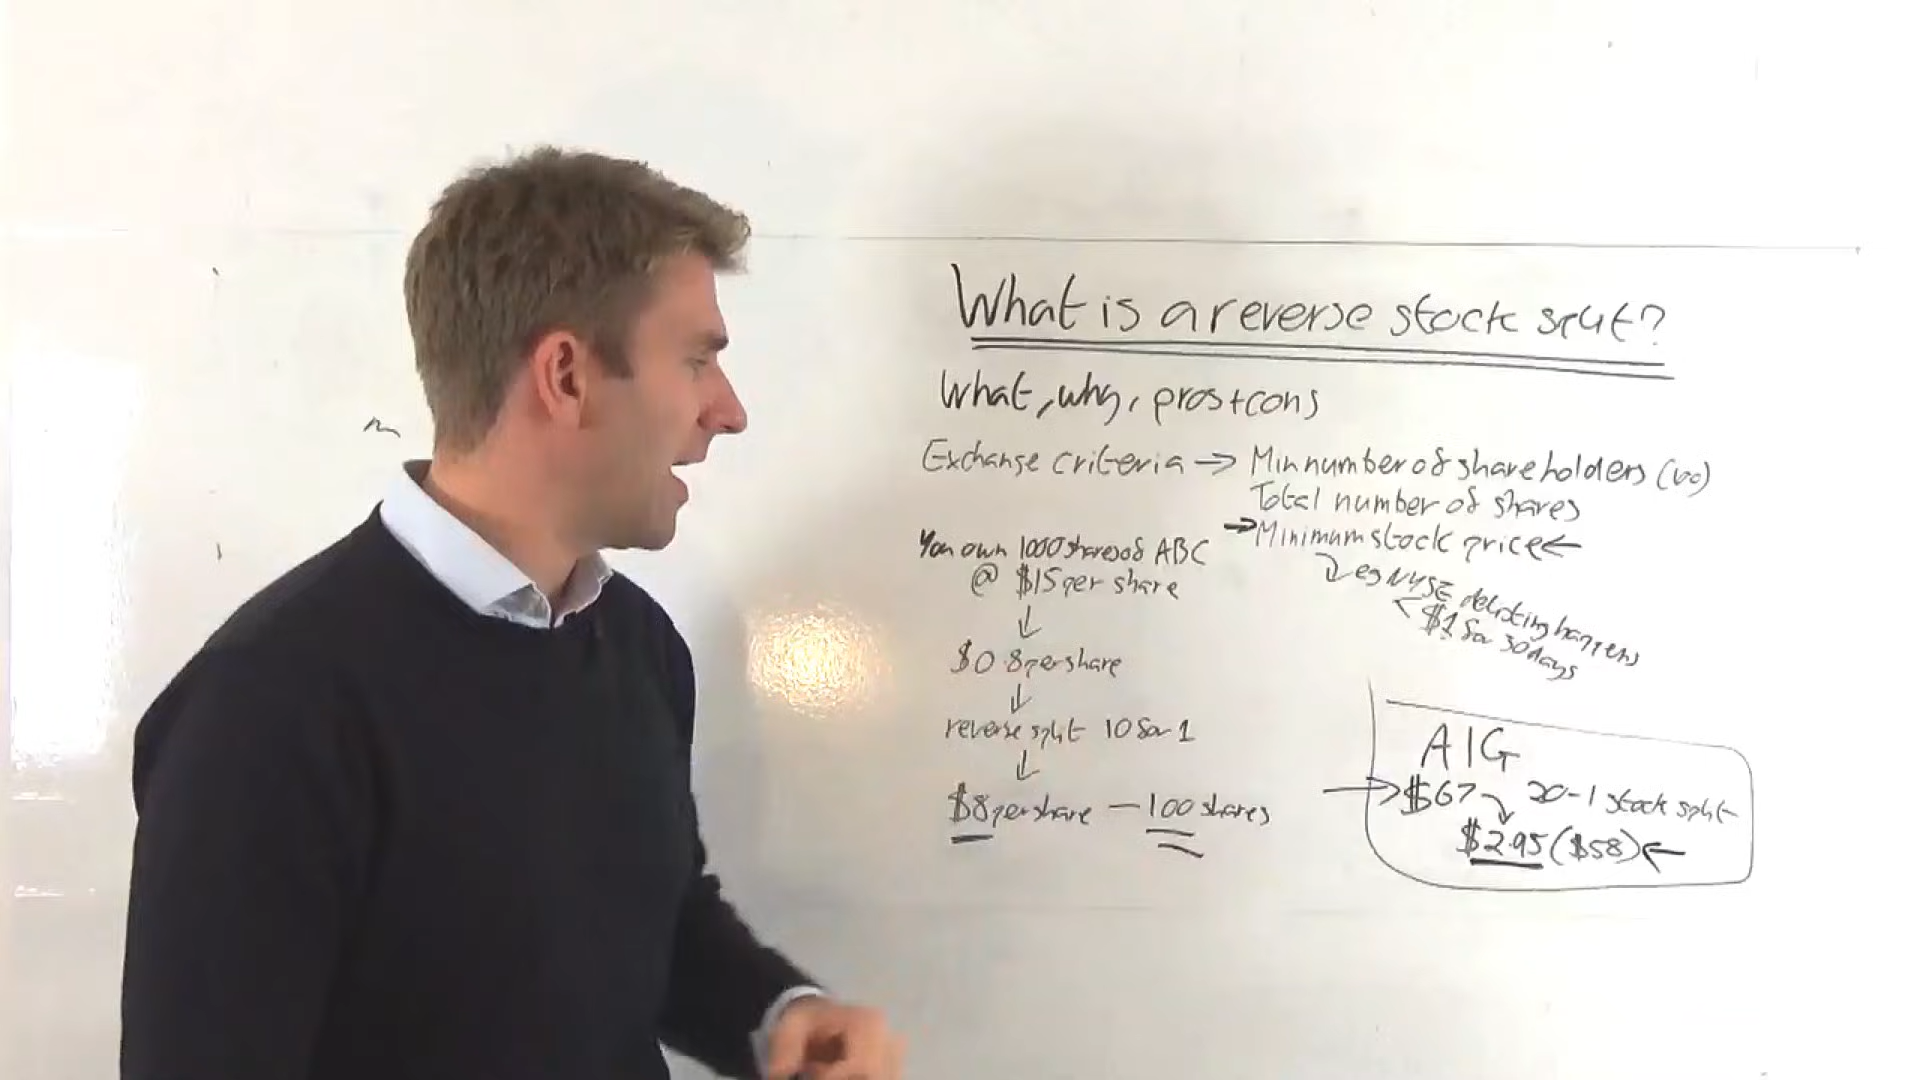 What is a reverse stock split?
What, why, pros + cons
Exchange criteria → Min number of shareholders
Total number of shares
→ Minimum stock price ←
eg NYSE delisting happens
< $1 for 30 days
You own 1000 shares of ABC
@ $15 per share
↓
$0.8 per share
↓
reverse split 10 for 1
↓
$8 per share — 100 shares
AIG
→ $67 20-1 stock split
$2.95 ($58) ←